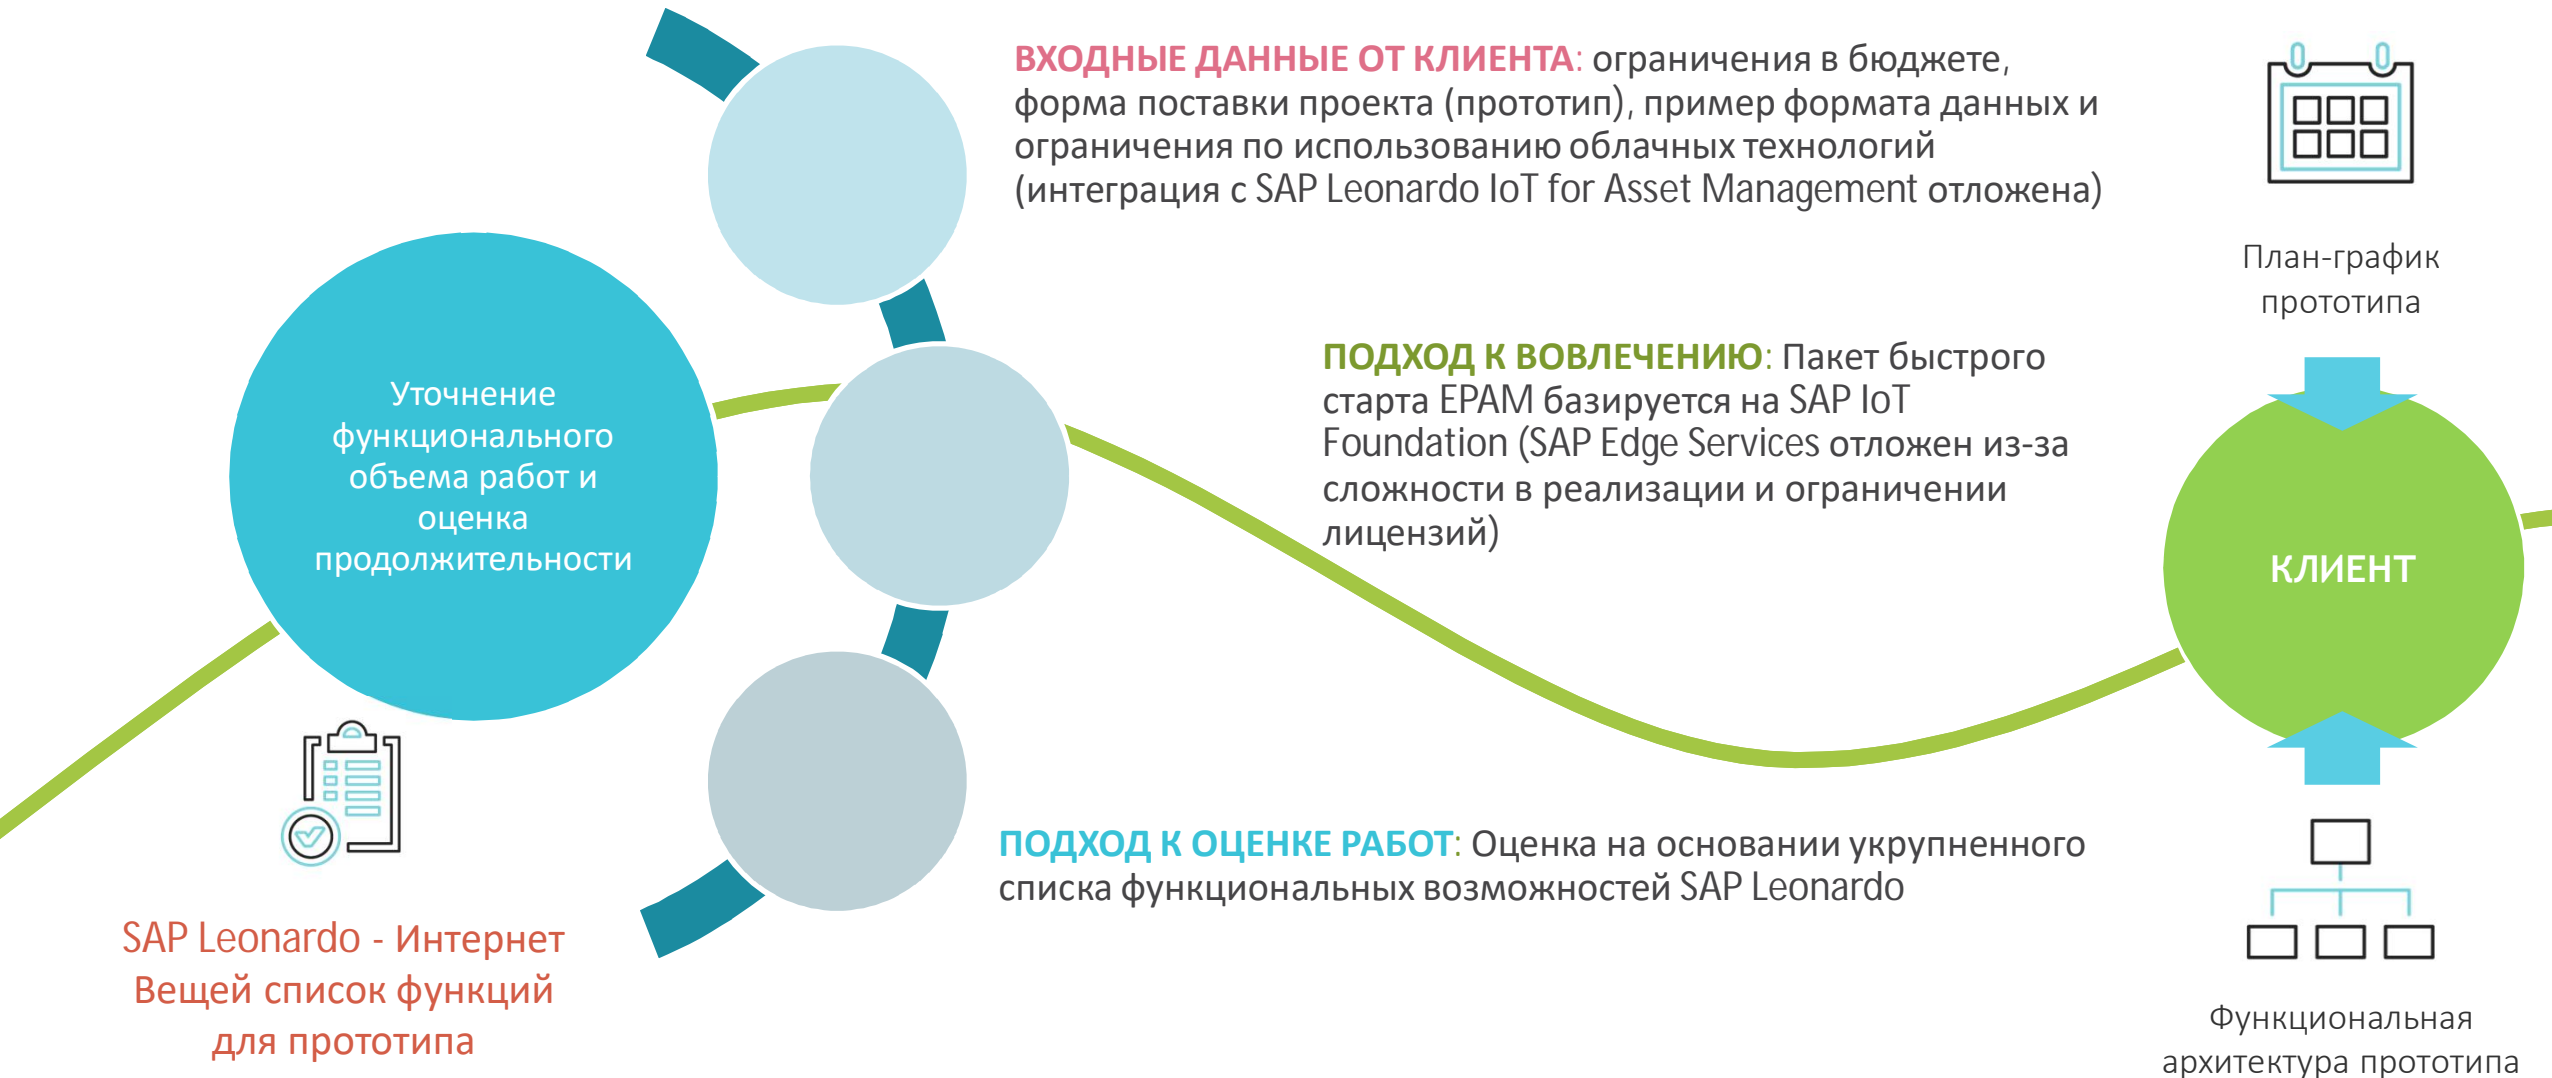 ВХОДНЫЕ ДАННЫЕ ОТ КЛИЕНТА: ограничения в бюджете,
форма поставки проекта (прототип), пример формата данных и
ограничения по использованию облачных технологий
(интеграция с SAP Leonardo IoT for Asset Management отложена)
План-график
прототипа
ПОДХОД К ВОВЛЕЧЕНИЮ: Пакет быстрого
старта EPAM базируется на SAP IoT
Foundation (SAP Edge Services отложен из-за
сложности в реализации и ограничении
лицензий)
Уточнение
функционального
объема работ и
оценка
продолжительности
КЛИЕНТ
ПОДХОД К ОЦЕНКЕ РАБОТ: Оценка на основании укрупненного
списка функциональных возможностей SAP Leonardo
SAP Leonardo - Интернет
Вещей список функций
для прототипа
Функциональная
архитектура прототипа